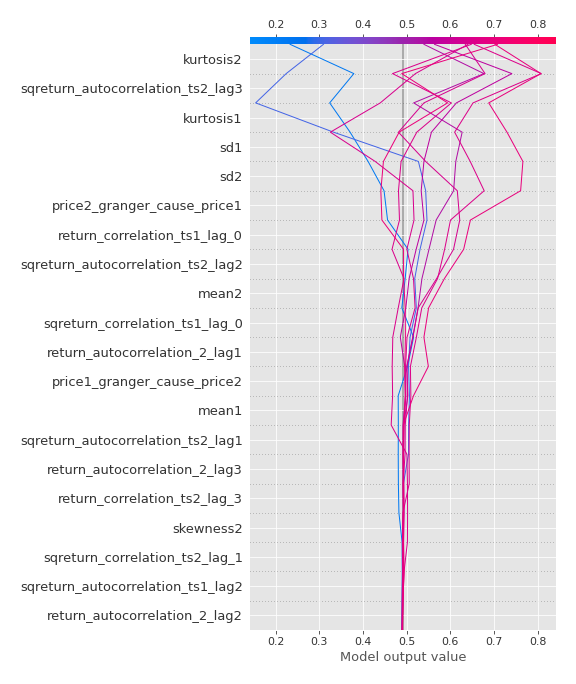 0.2 0.3 0.4 0.5 0.6 0.7 0.8
kurtosis2
sqreturn_autocorrelation_ts2_lag3
kurtosis1
sd1
sd2
price2_granger_cause_price1
return_correlation_ts1_lag_0
sqreturn_autocorrelation_ts2_lag2
mean2
sqreturn_correlation_ts1_lag_0
return_autocorrelation_2_lag1
price1_granger_cause_price2
mean1
sqreturn_autocorrelation_ts2_lag1
return_autocorrelation_2_lag3
return_correlation_ts2_lag_3
skewness2
sqreturn_correlation_ts2_lag_1
sqreturn_autocorrelation_ts1_lag2
return_autocorrelation_2_lag2
0.2 0.3 0.4 0.5 0.6 0.7 0.8
Model output value